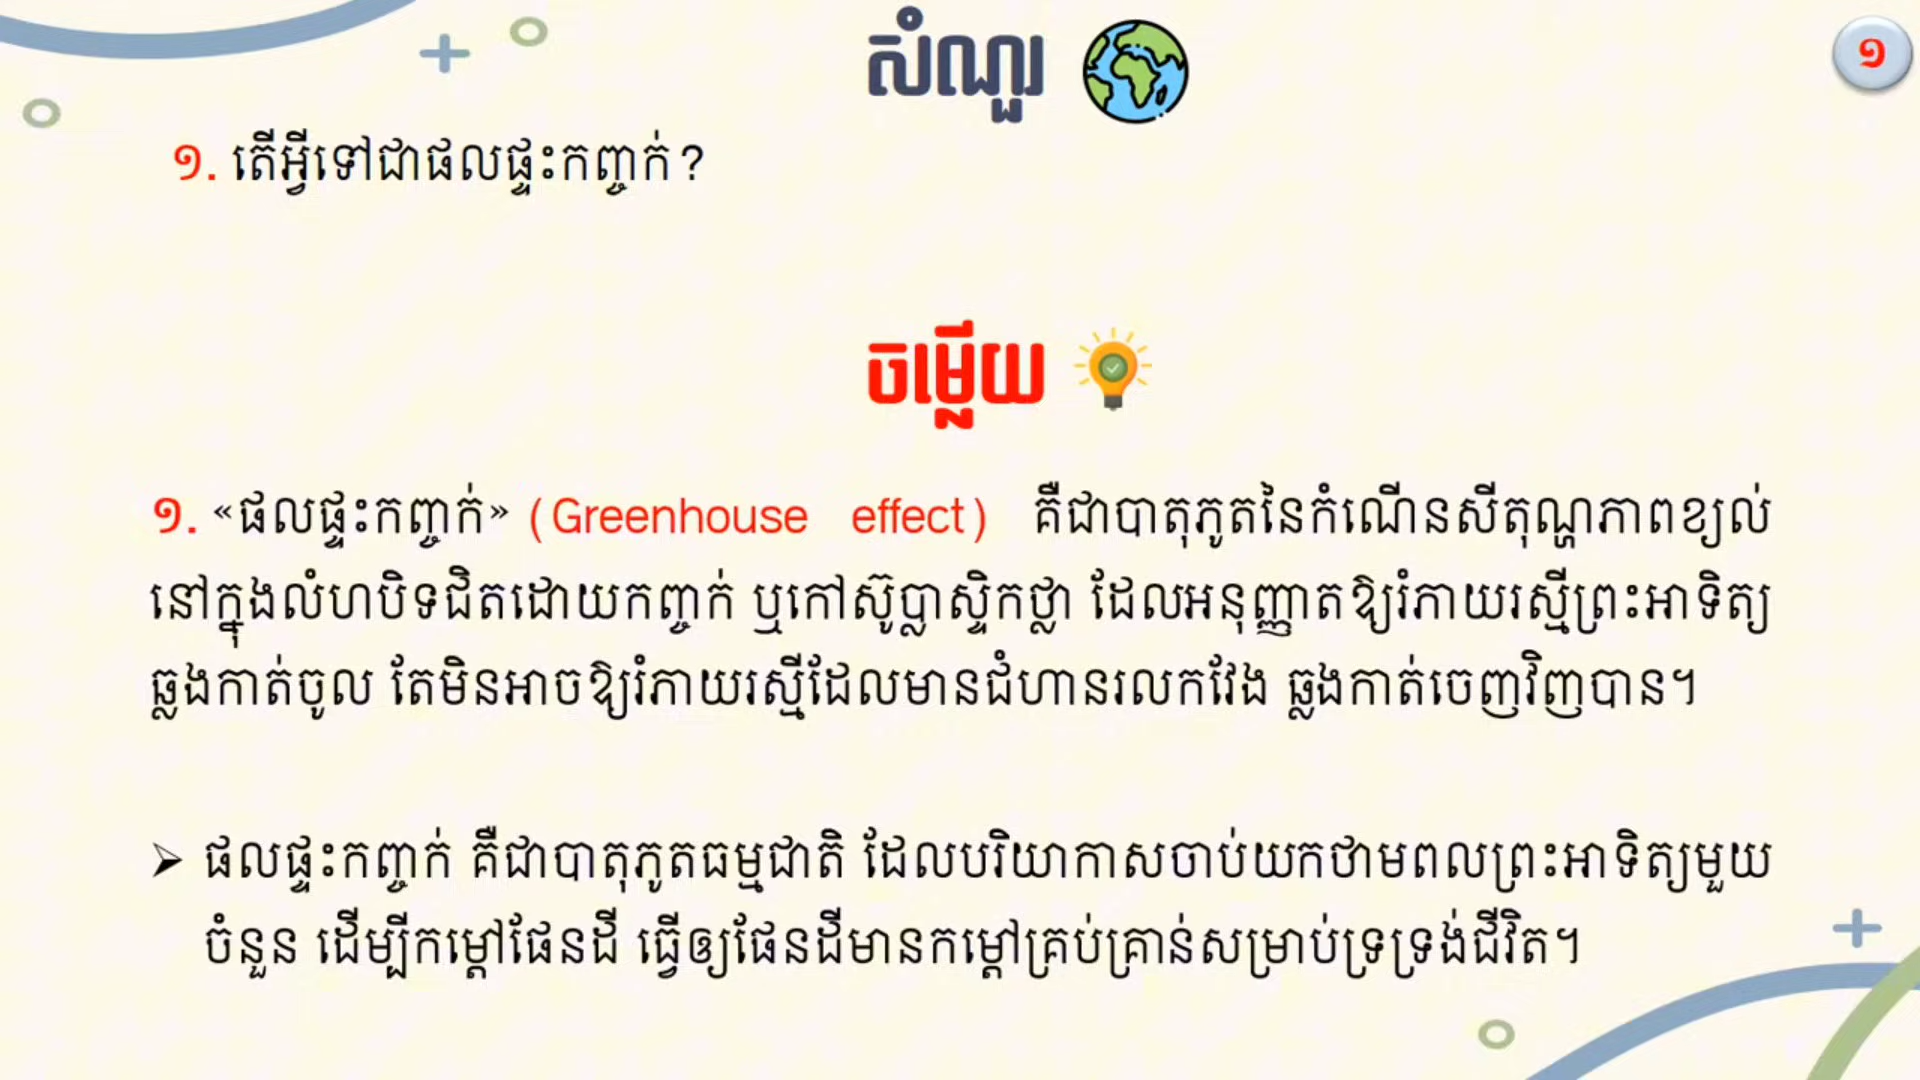 សំណួរ
១
១. តើអ្វីទៅជាផលផ្ទះកញ្ចក់?
ចម្លើយ
១. «ផលផ្ទះកញ្ចក់» (Greenhouse effect) គឺជាបាតុភូតនៃកំណើនសីតុណ្ហភាពខ្យល់
នៅក្នុងលំហបិទជិតដោយកញ្ចក់ ឬកៅស៊ូប្លាស្ទិកថ្លា ដែលអនុញ្ញាតឱ្យរំភាយរស្មីព្រះអាទិត្យ
ឆ្លងកាត់ចូល តែមិនអាចឱ្យរំភាយរស្មីដែលមានជំហានរលកវែង ឆ្លងកាត់ចេញវិញបាន។
➢ ផលផ្ទះកញ្ចក់ គឺជាបាតុភូតធម្មជាតិ ដែលបរិយាកាសចាប់យកថាមពលព្រះអាទិត្យមួយ
ចំនួន ដើម្បីកម្ដៅផែនដី ធ្វើឲ្យផែនដីមានកម្ដៅគ្រប់គ្រាន់សម្រាប់ទ្រទ្រង់ជីវិត។